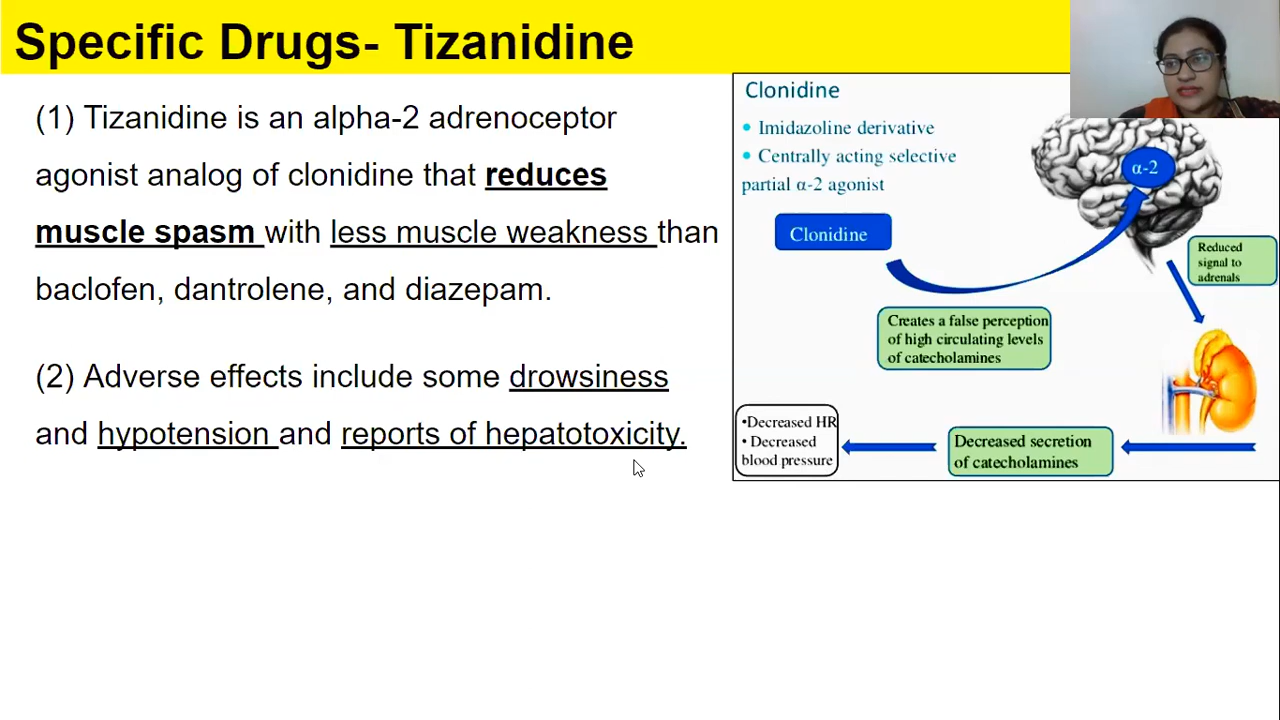 Specific Drugs- Tizanidine
(1) Tizanidine is an alpha-2 adrenoceptor
agonist analog of clonidine that reduces
muscle spasm with less muscle weakness than
baclofen, dantrolene, and diazepam.
(2) Adverse effects include some drowsiness
and hypotension and reports of hepatotoxicity.
Clonidine
• Imidazoline derivative
• Centrally acting selective
partial α-2 agonist
α-2
Clonidine
Reduced
signal to
adrenals
Creates a false perception
of high circulating levels
of catecholamines
•Decreased HR
• Decreased
blood pressure
Decreased secretion
of catecholamines